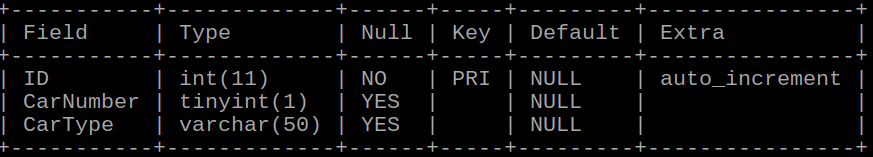 +-----------+-------------+------+-----+---------+----------------+
| Field     | Type        | Null | Key | Default | Extra          |
+-----------+-------------+------+-----+---------+----------------+
| ID        | int(11)     | NO   | PRI | NULL    | auto_increment |
| CarNumber | tinyint(1)  | YES  |     | NULL    |                |
| CarType   | varchar(50) | YES  |     | NULL    |                |
+-----------+-------------+------+-----+---------+----------------+